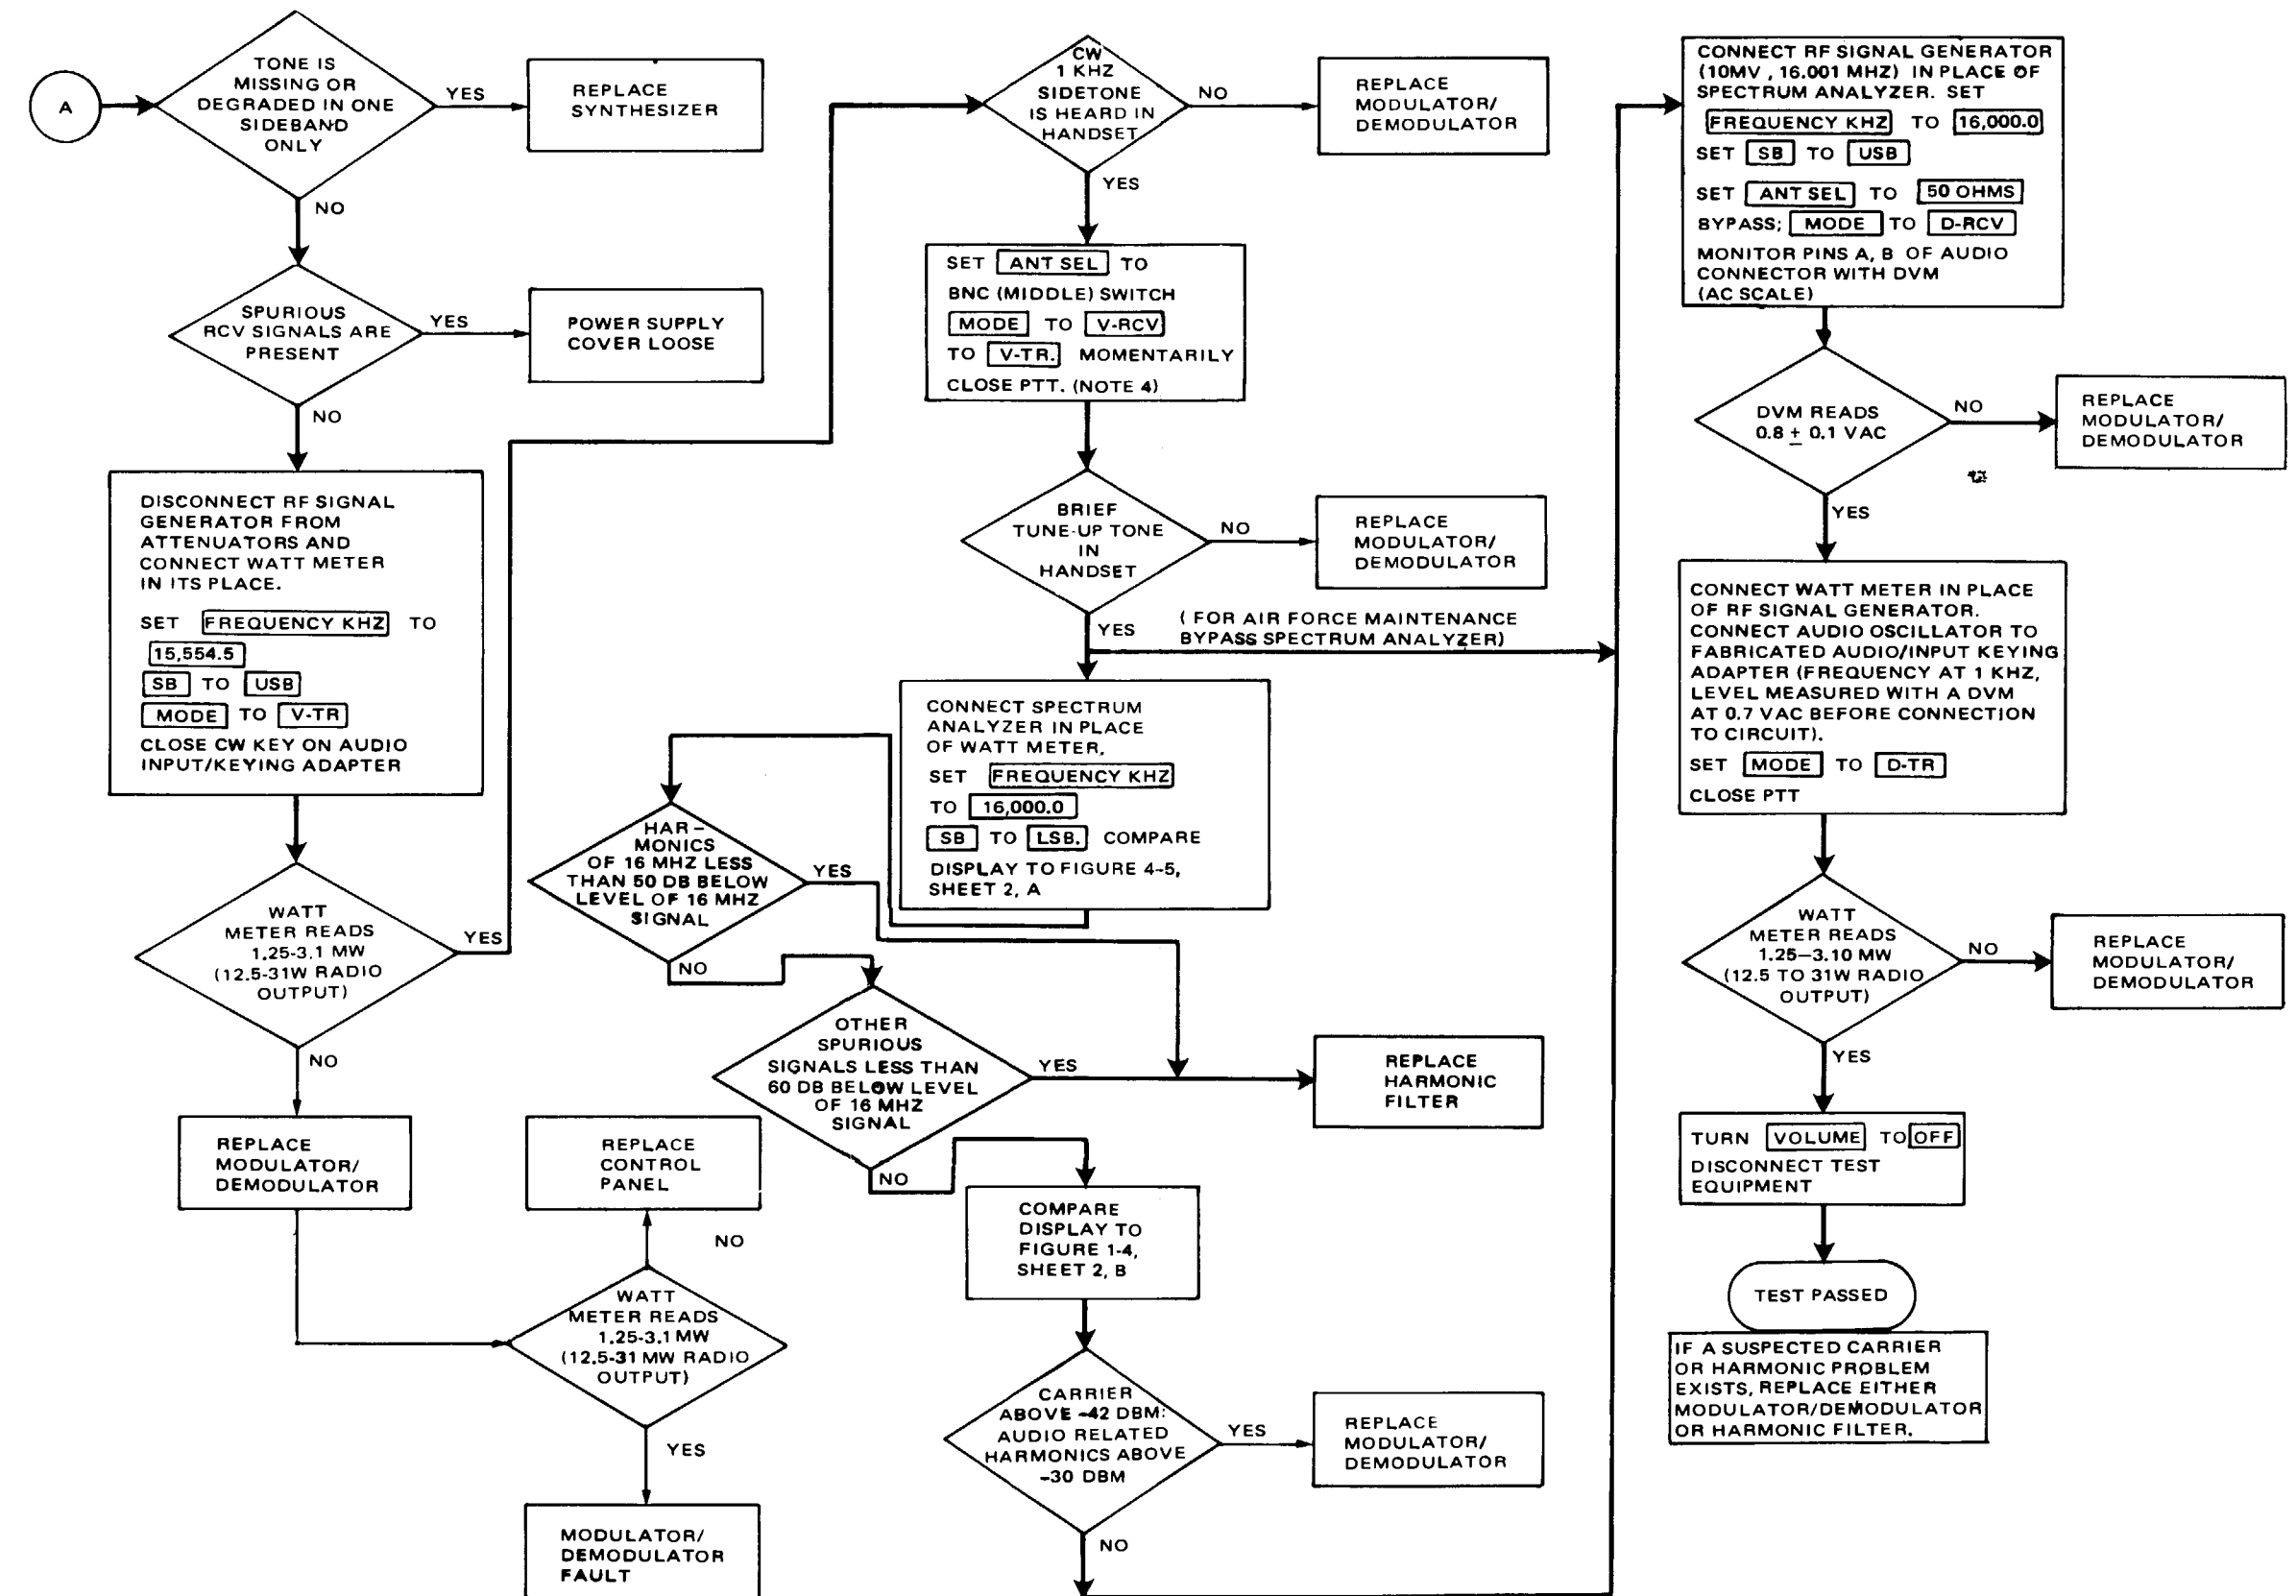 A
TONE IS
MISSING OR
DEGRADED IN ONE
SIDEBAND
ONLY
YES
REPLACE
SYNTHESIZER
NO
SPURIOUS
RCV SIGNALS ARE
PRESENT
YES
POWER SUPPLY
COVER LOOSE
NO
DISCONNECT RF SIGNAL
GENERATOR FROM
ATTENUATORS AND
CONNECT WATT METER
IN ITS PLACE.
SET FREQUENCY KHZ TO
15,554.5
SB TO USB
MODE TO V-TR
CLOSE CW KEY ON AUDIO
INPUT/KEYING ADAPTER
WATT
METER READS
1.25-3.1 MW
(12.5-31W RADIO
OUTPUT)
YES
NO
REPLACE
MODULATOR/
DEMODULATOR
REPLACE
CONTROL
PANEL
NO
WATT
METER READS
1.25-3.1 MW
(12.5-31 MW RADIO
OUTPUT)
YES
MODULATOR/
DEMODULATOR
FAULT
CW
1 KHZ
SIDETONE
IS HEARD IN
HANDSET
NO
REPLACE
MODULATOR/
DEMODULATOR
YES
SET ANT SEL TO
BNC (MIDDLE) SWITCH
MODE TO V-RCV
TO V-TR. MOMENTARILY
CLOSE PTT. (NOTE 4)
BRIEF
TUNE-UP TONE
IN
HANDSET
NO
REPLACE
MODULATOR/
DEMODULATOR
YES
(FOR AIR FORCE MAINTENANCE
BYPASS SPECTRUM ANALYZER)
CONNECT SPECTRUM
ANALYZER IN PLACE
OF WATT METER.
SET FREQUENCY KHZ
TO 16,000.0
SB TO LSB. COMPARE
DISPLAY TO FIGURE 4-5,
SHEET 2, A
HAR-
MONICS
OF 16 MHZ LESS
THAN 50 DB BELOW
LEVEL OF 16 MHZ
SIGNAL
YES
NO
OTHER
SPURIOUS
SIGNALS LESS THAN
60 DB BELOW LEVEL
OF 16 MHZ
SIGNAL
YES
REPLACE
HARMONIC
FILTER
NO
COMPARE
DISPLAY TO
FIGURE 1-4,
SHEET 2, B
CARRIER
ABOVE -42 DBM:
AUDIO RELATED
HARMONICS ABOVE
-30 DBM
YES
REPLACE
MODULATOR/
DEMODULATOR
NO
CONNECT RF SIGNAL GENERATOR
(10MV, 16.001 MHZ) IN PLACE OF
SPECTRUM ANALYZER. SET
FREQUENCY KHZ TO 16,000.0
SET SB TO USB
SET ANT SEL TO 50 OHMS
BYPASS; MODE TO D-RCV
MONITOR PINS A, B OF AUDIO
CONNECTOR WITH DVM
(AC SCALE)
DVM READS
0.8 ± 0.1 VAC
NO
REPLACE
MODULATOR/
DEMODULATOR
YES
CONNECT WATT METER IN PLACE
OF RF SIGNAL GENERATOR.
CONNECT AUDIO OSCILLATOR TO
FABRICATED AUDIO/INPUT KEYING
ADAPTER (FREQUENCY AT 1 KHZ,
LEVEL MEASURED WITH A DVM
AT 0.7 VAC BEFORE CONNECTION
TO CIRCUIT).
SET MODE TO D-TR
CLOSE PTT
WATT
METER READS
1.25-3.10 MW
(12.5 TO 31W RADIO
OUTPUT)
NO
REPLACE
MODULATOR/
DEMODULATOR
YES
TURN VOLUME TO OFF
DISCONNECT TEST
EQUIPMENT
TEST PASSED
IF A SUSPECTED CARRIER
OR HARMONIC PROBLEM
EXISTS, REPLACE EITHER
MODULATOR/DEMODULATOR
OR HARMONIC FILTER.